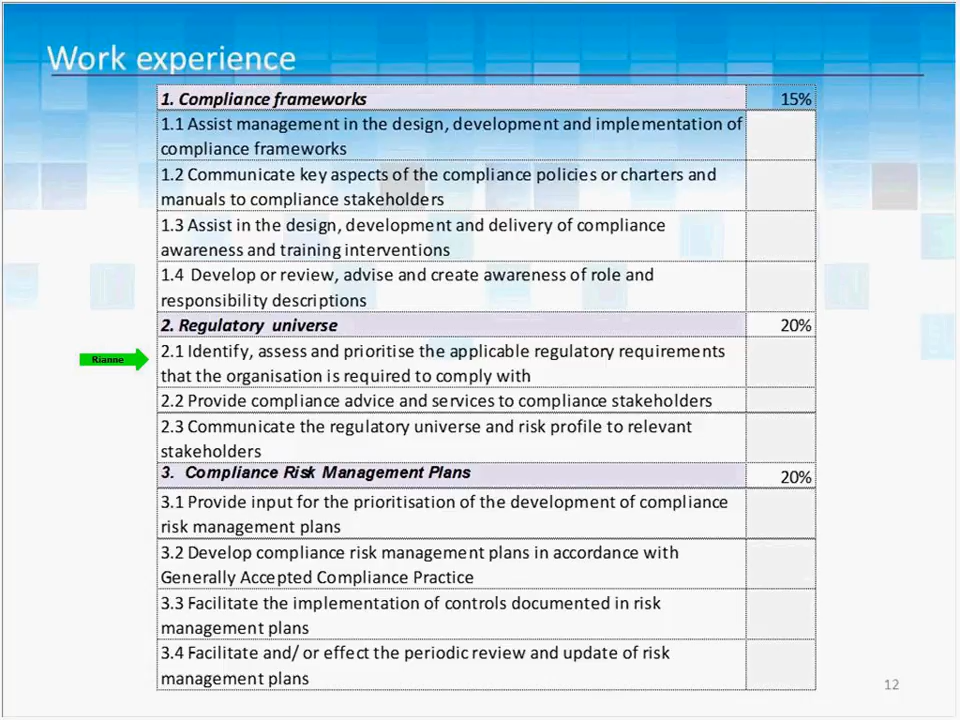 Work experience
1. Compliance frameworks 15%
1.1 Assist management in the design, development and implementation of
compliance frameworks
1.2 Communicate key aspects of the compliance policies or charters and
manuals to compliance stakeholders
1.3 Assist in the design, development and delivery of compliance
awareness and training interventions
1.4 Develop or review, advise and create awareness of role and
responsibility descriptions
2. Regulatory universe 20%
Rianne
2.1 Identify, assess and prioritise the applicable regulatory requirements
that the organisation is required to comply with
2.2 Provide compliance advice and services to compliance stakeholders
2.3 Communicate the regulatory universe and risk profile to relevant
stakeholders
3. Compliance Risk Management Plans 20%
3.1 Provide input for the prioritisation of the development of compliance
risk management plans
3.2 Develop compliance risk management plans in accordance with
Generally Accepted Compliance Practice
3.3 Facilitate the implementation of controls documented in risk
management plans
3.4 Facilitate and/ or effect the periodic review and update of risk
management plans
12